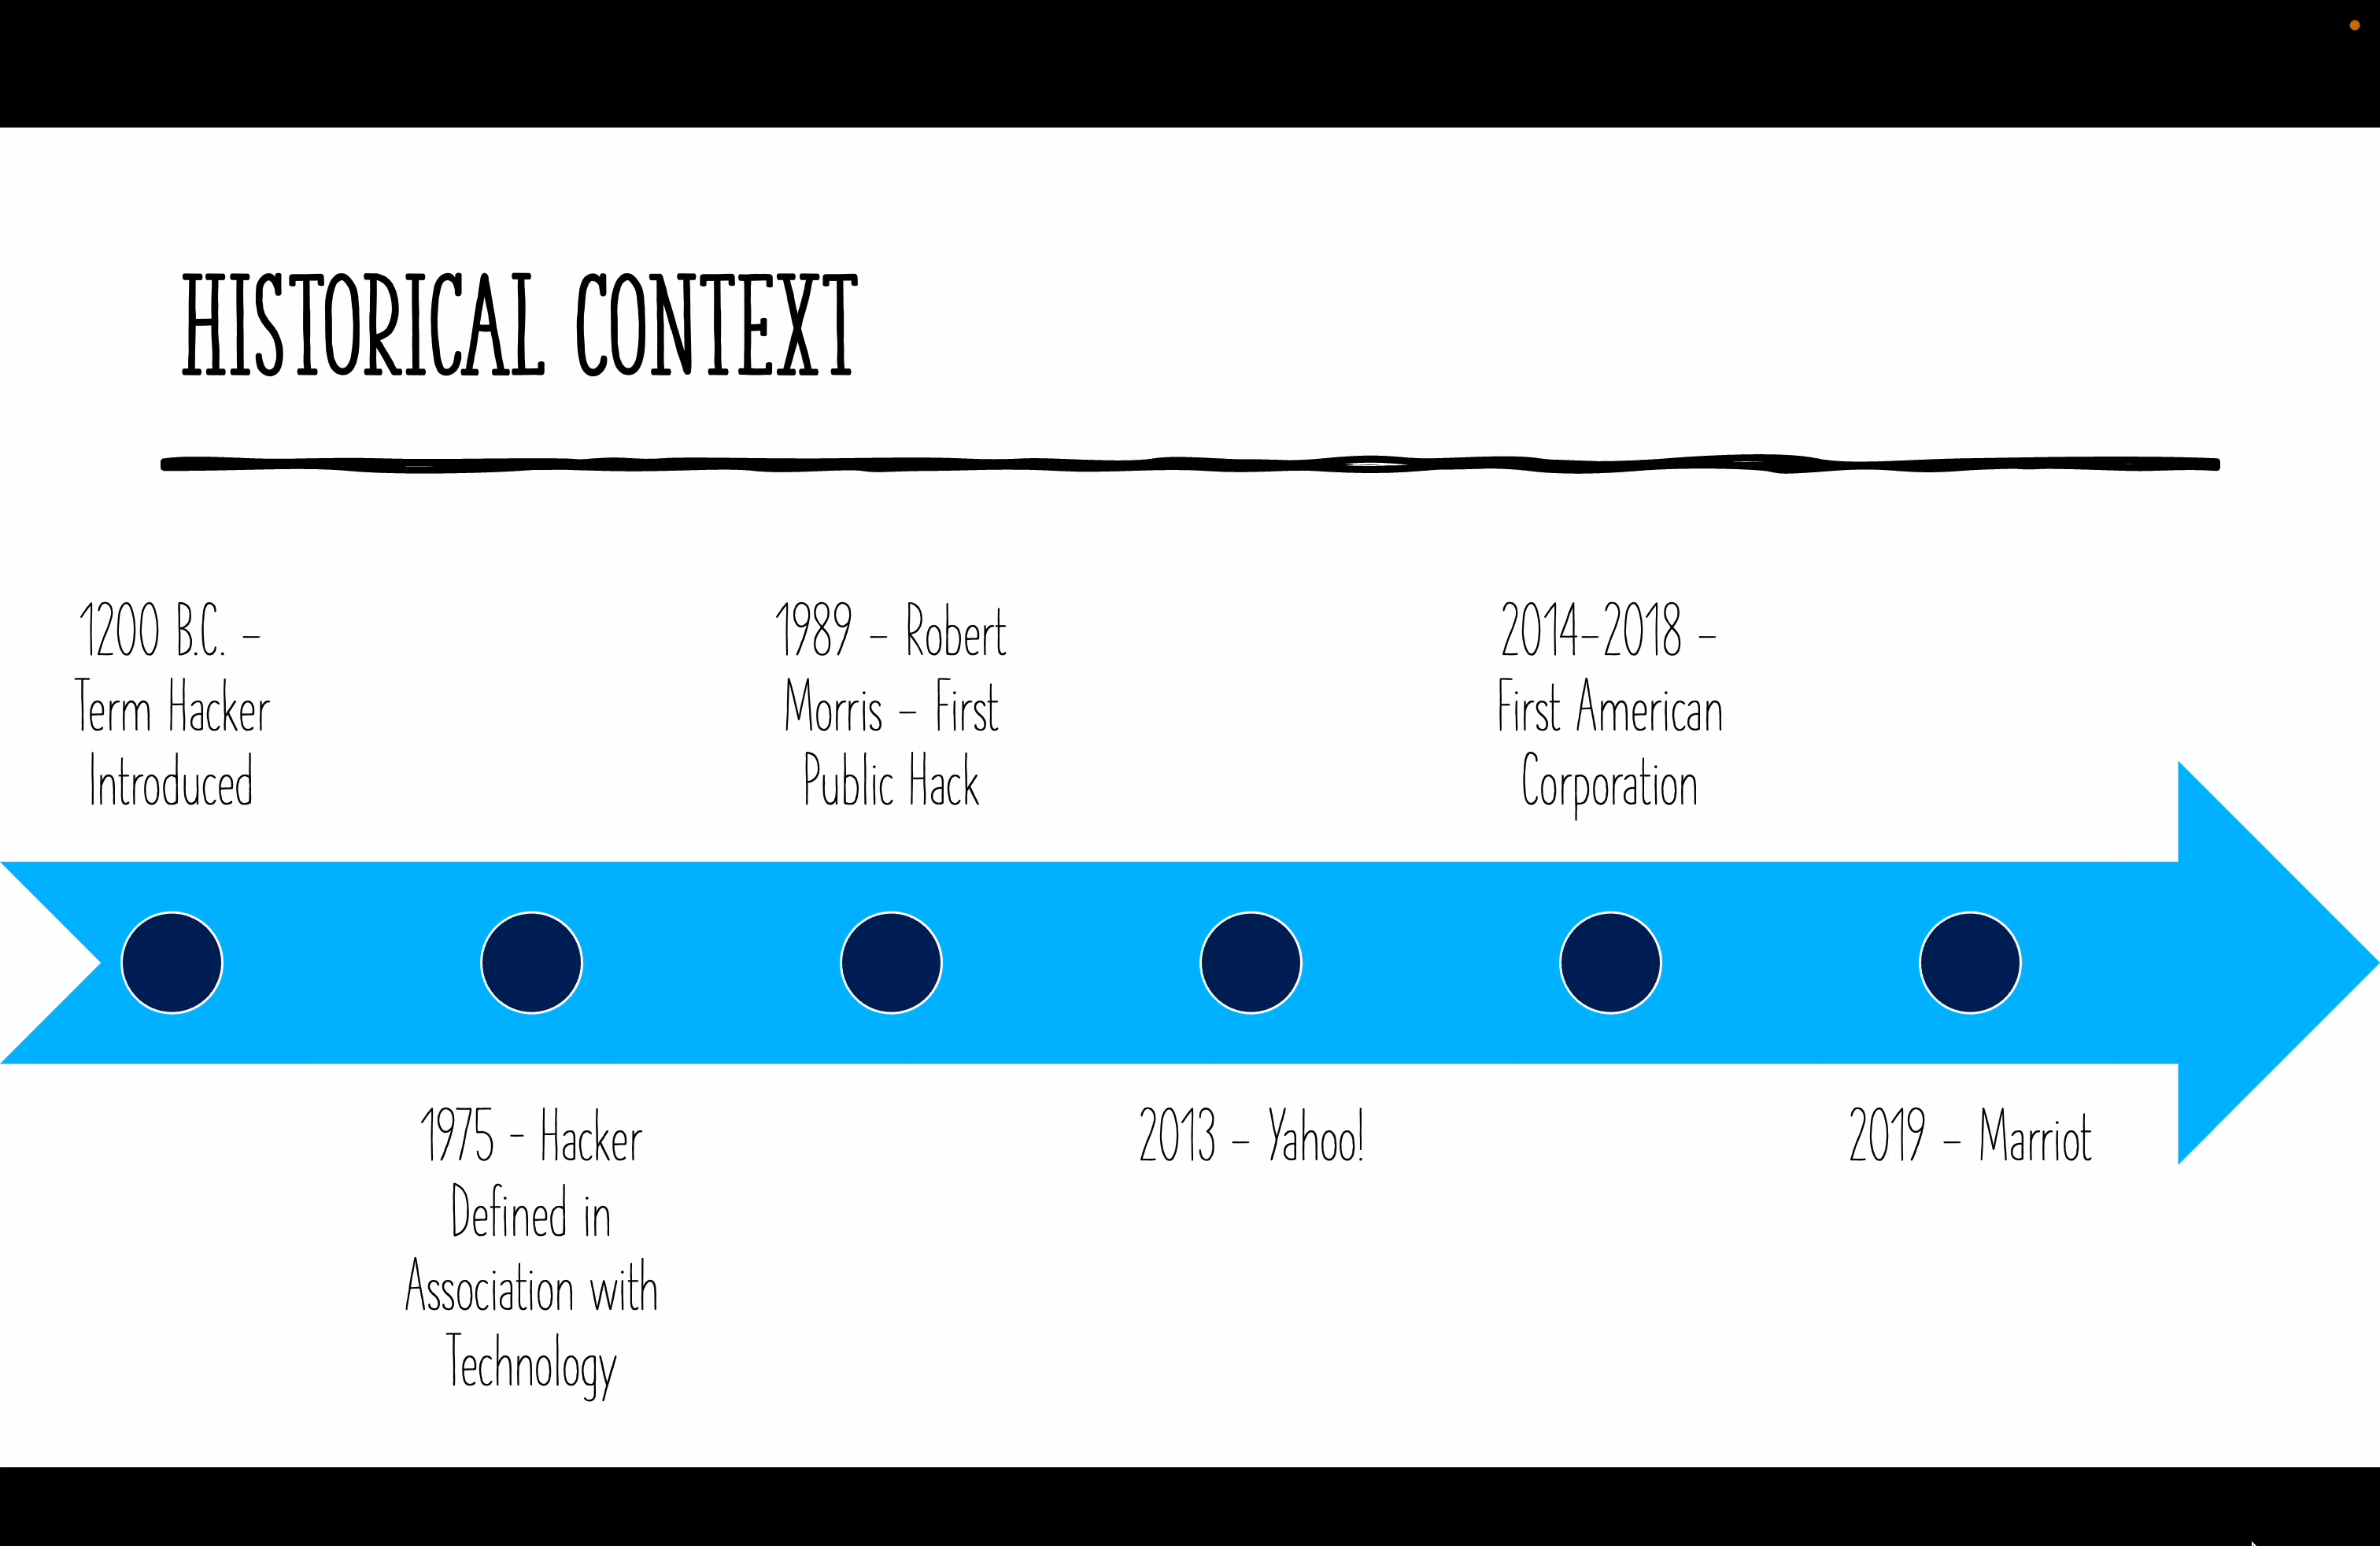 HISTORICAL CONTEXT
1200 B.C. –
Term Hacker
Introduced
1975 – Hacker
Defined in
Association with
Technology
1989 – Robert
Morris – First
Public Hack
2013 – Yahoo!
2014-2018 –
First American
Corporation
2019 – Marriot